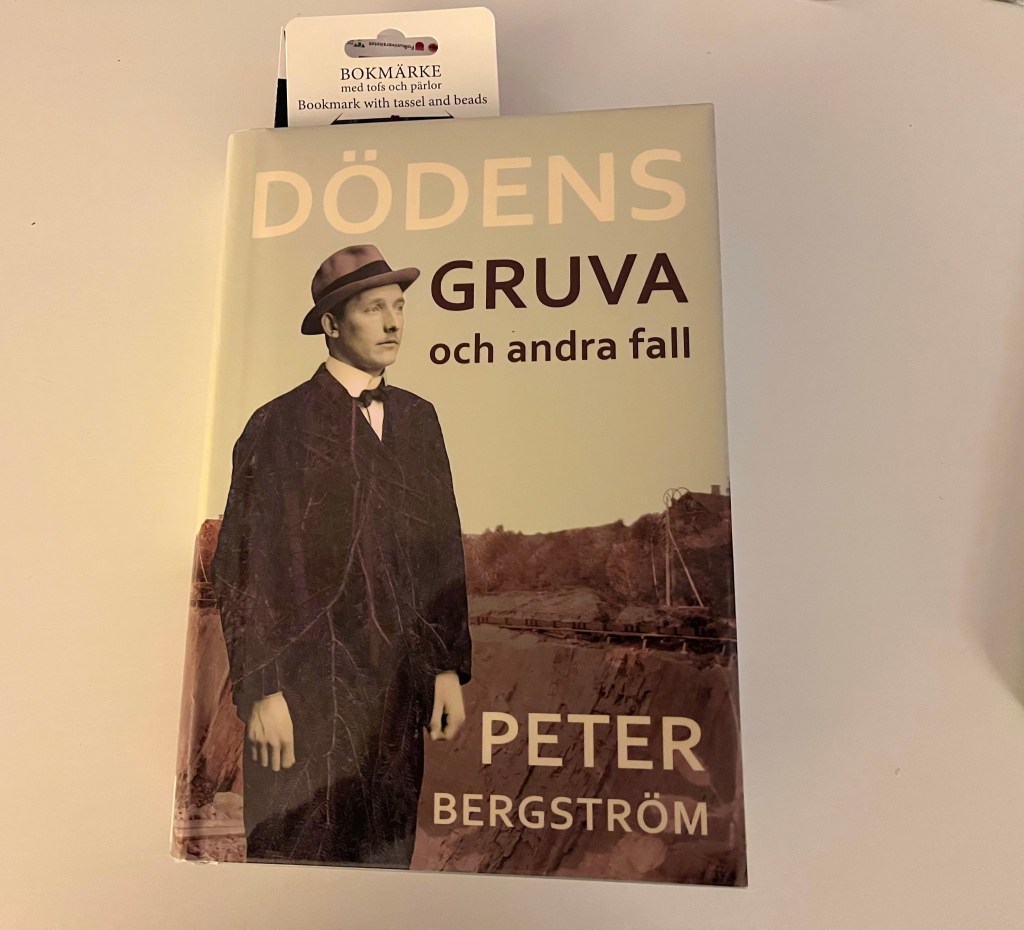 BOKMÄRKE
med tofs och pärlor
Bookmark with tassel and beads
DÖDENS
GRUVA
och andra fall
PETER
BERGSTRÖM